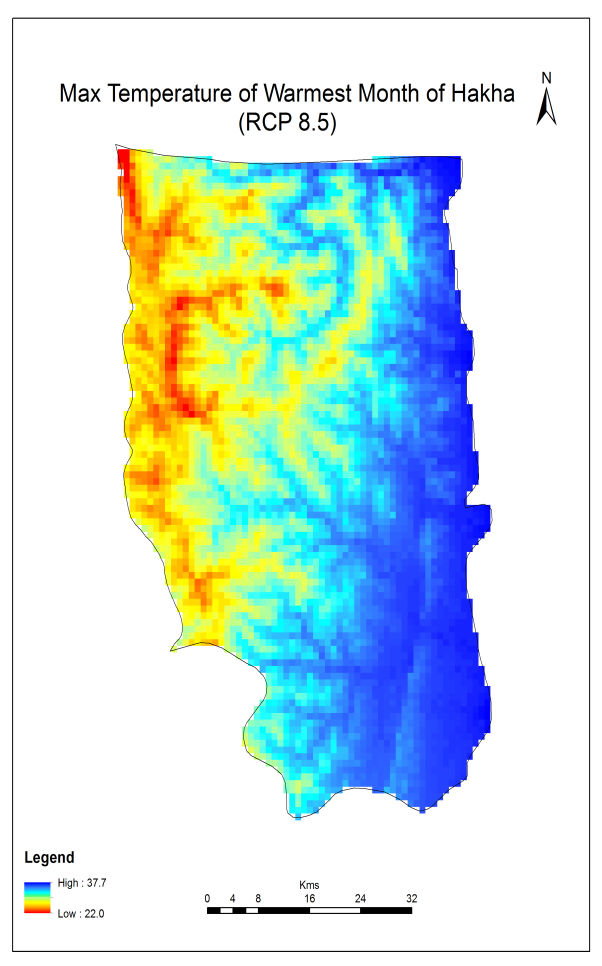 Max Temperature of Warmest Month of Hakha
(RCP 8.5)
N
Legend
High : 37.7
Low : 22.0
Kms
0 4 8 16 24 32